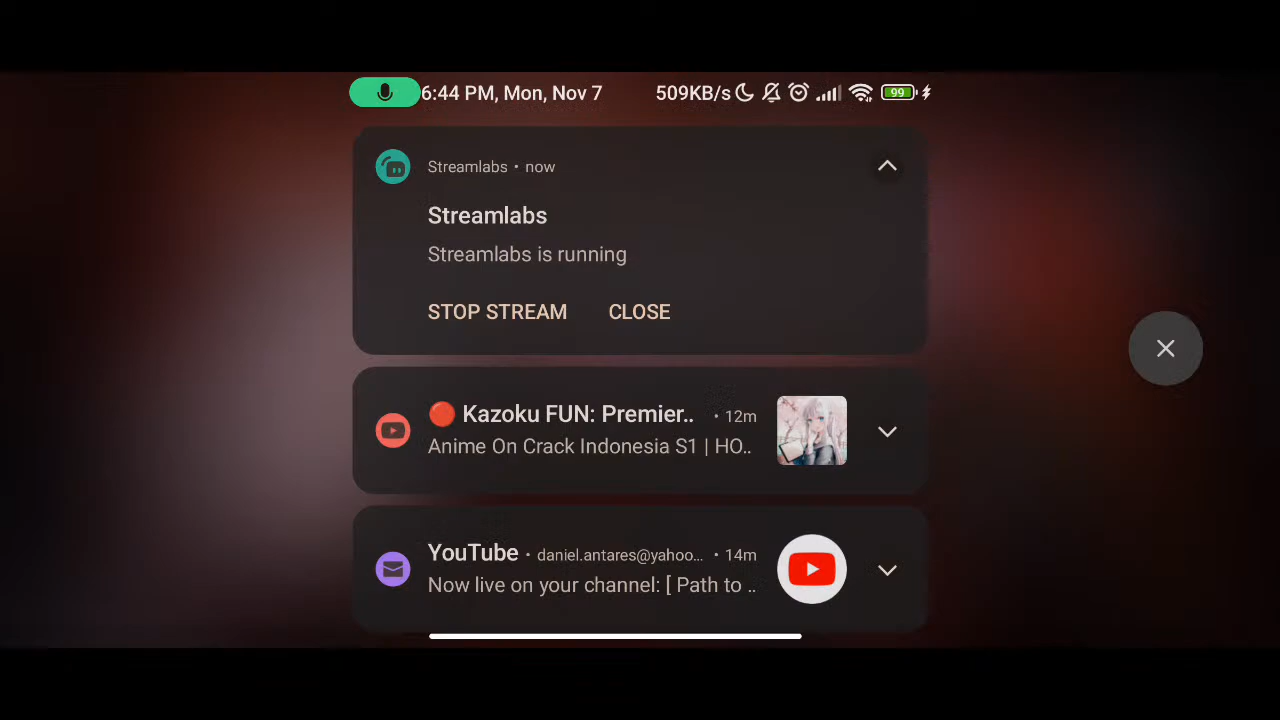 6:44 PM, Mon, Nov 7 509KB/s 99
Streamlabs • now
Streamlabs
Streamlabs is running
STOP STREAM CLOSE
🔴 Kazoku FUN: Premier.. • 12m
Anime On Crack Indonesia S1 | HO..
YouTube • daniel.antares@yahoo... • 14m
Now live on your channel: [ Path to ..